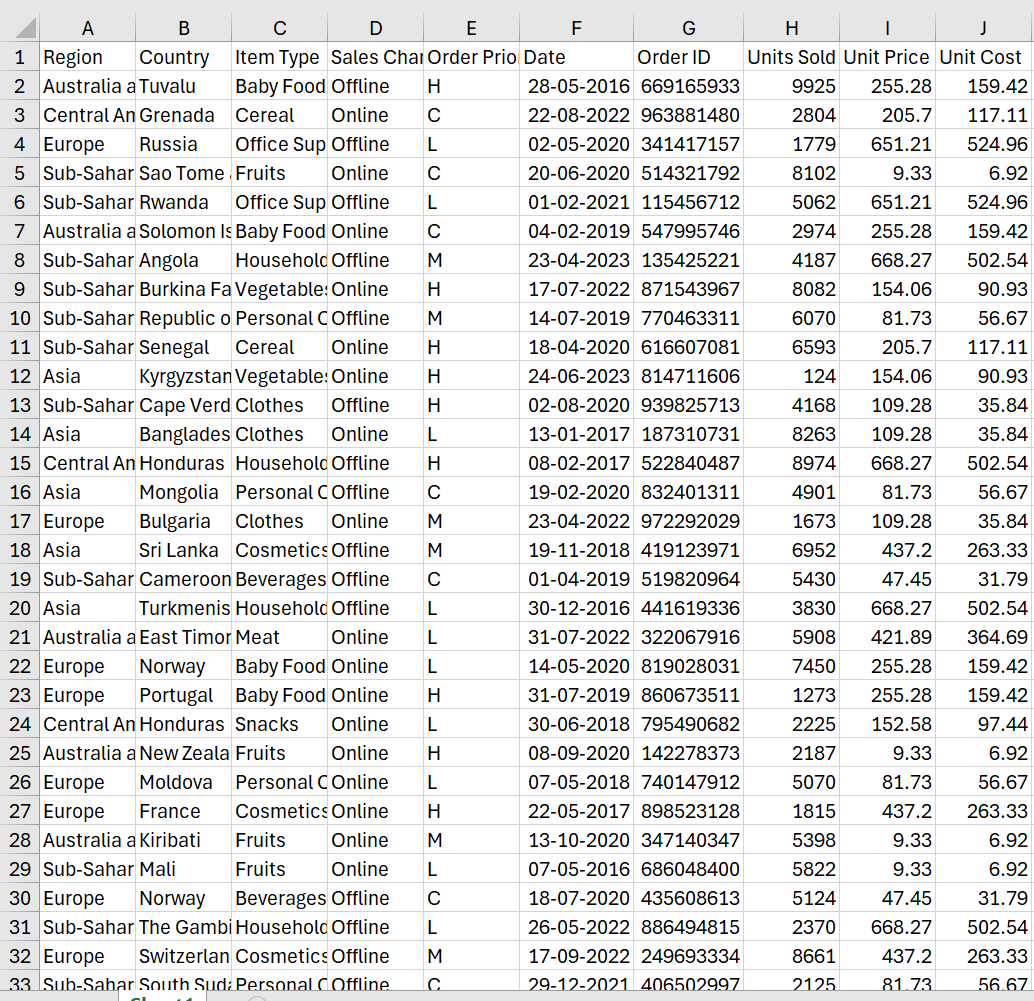 A B C D E F G H I J
1 Region Country Item Type Sales Char Order Prior Date Order ID Units Sold Unit Price Unit Cost
2 Australia a Tuvalu Baby Food Offline H 28-05-2016 669165933 9925 255.28 159.42
3 Central Am Grenada Cereal Online C 22-08-2022 963881480 2804 205.7 117.11
4 Europe Russia Office Sup Offline L 02-05-2020 341417157 1779 651.21 524.96
5 Sub-Sahar Sao Tome Fruits Online C 20-06-2020 514321792 8102 9.33 6.92
6 Sub-Sahar Rwanda Office Sup Offline L 01-02-2021 115456712 5062 651.21 524.96
7 Australia a Solomon Is Baby Food Online C 04-02-2019 547995746 2974 255.28 159.42
8 Sub-Sahar Angola Household Offline M 23-04-2023 135425221 4187 668.27 502.54
9 Sub-Sahar Burkina Fa Vegetables Online H 17-07-2022 871543967 8082 154.06 90.93
10 Sub-Sahar Republic o Personal C Offline M 14-07-2019 770463311 6070 81.73 56.67
11 Sub-Sahar Senegal Cereal Online H 18-04-2020 616607081 6593 205.7 117.11
12 Asia Kyrgyzstan Vegetables Online H 24-06-2023 814711606 124 154.06 90.93
13 Sub-Sahar Cape Verd Clothes Offline H 02-08-2020 939825713 4168 109.28 35.84
14 Asia Banglades Clothes Online L 13-01-2017 187310731 8263 109.28 35.84
15 Central Am Honduras Household Offline H 08-02-2017 522840487 8974 668.27 502.54
16 Asia Mongolia Personal C Offline C 19-02-2020 832401311 4901 81.73 56.67
17 Europe Bulgaria Clothes Online M 23-04-2022 972292029 1673 109.28 35.84
18 Asia Sri Lanka Cosmetics Offline M 19-11-2018 419123971 6952 437.2 263.33
19 Sub-Sahar Cameroon Beverages Offline C 01-04-2019 519820964 5430 47.45 31.79
20 Asia Turkmenis Household Offline L 30-12-2016 441619336 3830 668.27 502.54
21 Australia a East Timor Meat Online L 31-07-2022 322067916 5908 421.89 364.69
22 Europe Norway Baby Food Online L 14-05-2020 819028031 7450 255.28 159.42
23 Europe Portugal Baby Food Online H 31-07-2019 860673511 1273 255.28 159.42
24 Central Am Honduras Snacks Online L 30-06-2018 795490682 2225 152.58 97.44
25 Australia a New Zeala Fruits Online H 08-09-2020 142278373 2187 9.33 6.92
26 Europe Moldova Personal C Online L 07-05-2018 740147912 5070 81.73 56.67
27 Europe France Cosmetics Online H 22-05-2017 898523128 1815 437.2 263.33
28 Australia a Kiribati Fruits Online M 13-10-2020 347140347 5398 9.33 6.92
29 Sub-Sahar Mali Fruits Online L 07-05-2016 686048400 5822 9.33 6.92
30 Europe Norway Beverages Offline C 18-07-2020 435608613 5124 47.45 31.79
31 Sub-Sahar The Gambi Household Offline L 26-05-2022 886494815 2370 668.27 502.54
32 Europe Switzerlan Cosmetics Offline M 17-09-2022 249693334 8661 437.2 263.33
33 Sub-Sahar South Suda Personal C Offline C 29-12-2021 406502997 2125 81.73 56.67
Sheet1